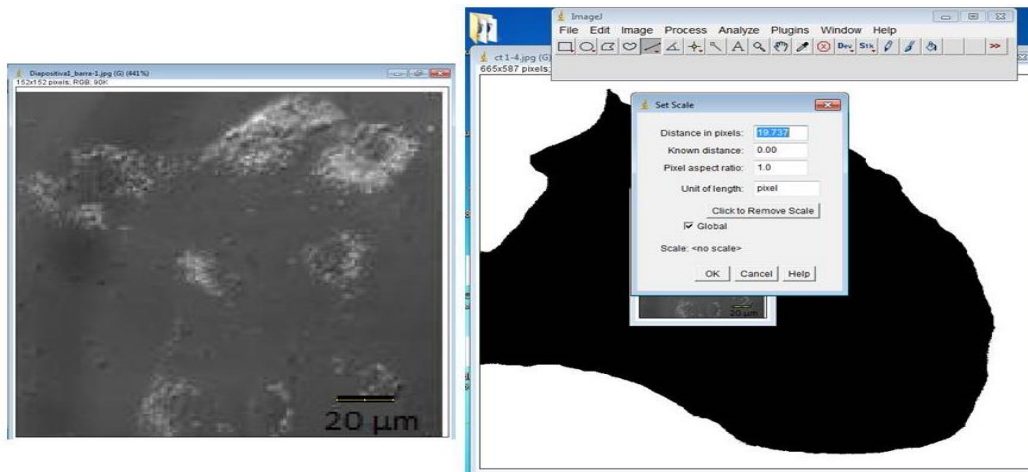 Diapositiva1_barra-1.jpg (G) (441%)
152x152 pixels; RGB; 90K
20 µm
ImageJ
File Edit Image Process Analyze Plugins Window Help
Dev Stk >>
ct 1-4.jpg (G)
665x587 pixels;
Set Scale
Distance in pixels: 19.737
Known distance: 0.00
Pixel aspect ratio: 1.0
Unit of length: pixel
Click to Remove Scale
Global
Scale: <no scale>
OK Cancel Help
20 µm